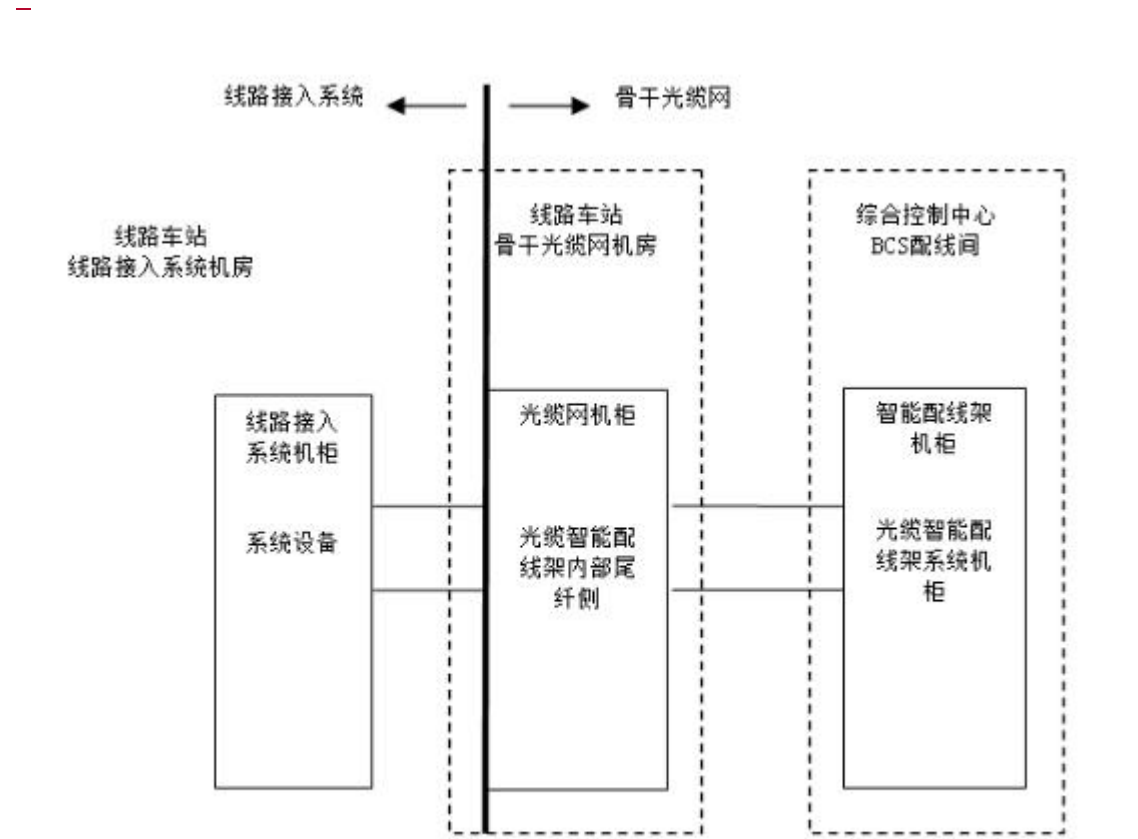 线路接入系统
骨干光缆网
线路车站
线路接入系统机房
线路车站
骨干光缆网机房
综合控制中心
BCS配线间
线路接入
系统机柜
系统设备
光缆网机柜
光缆智能配
线架内部尾
纤侧
智能配线架
机柜
光缆智能配
线架系统机
柜